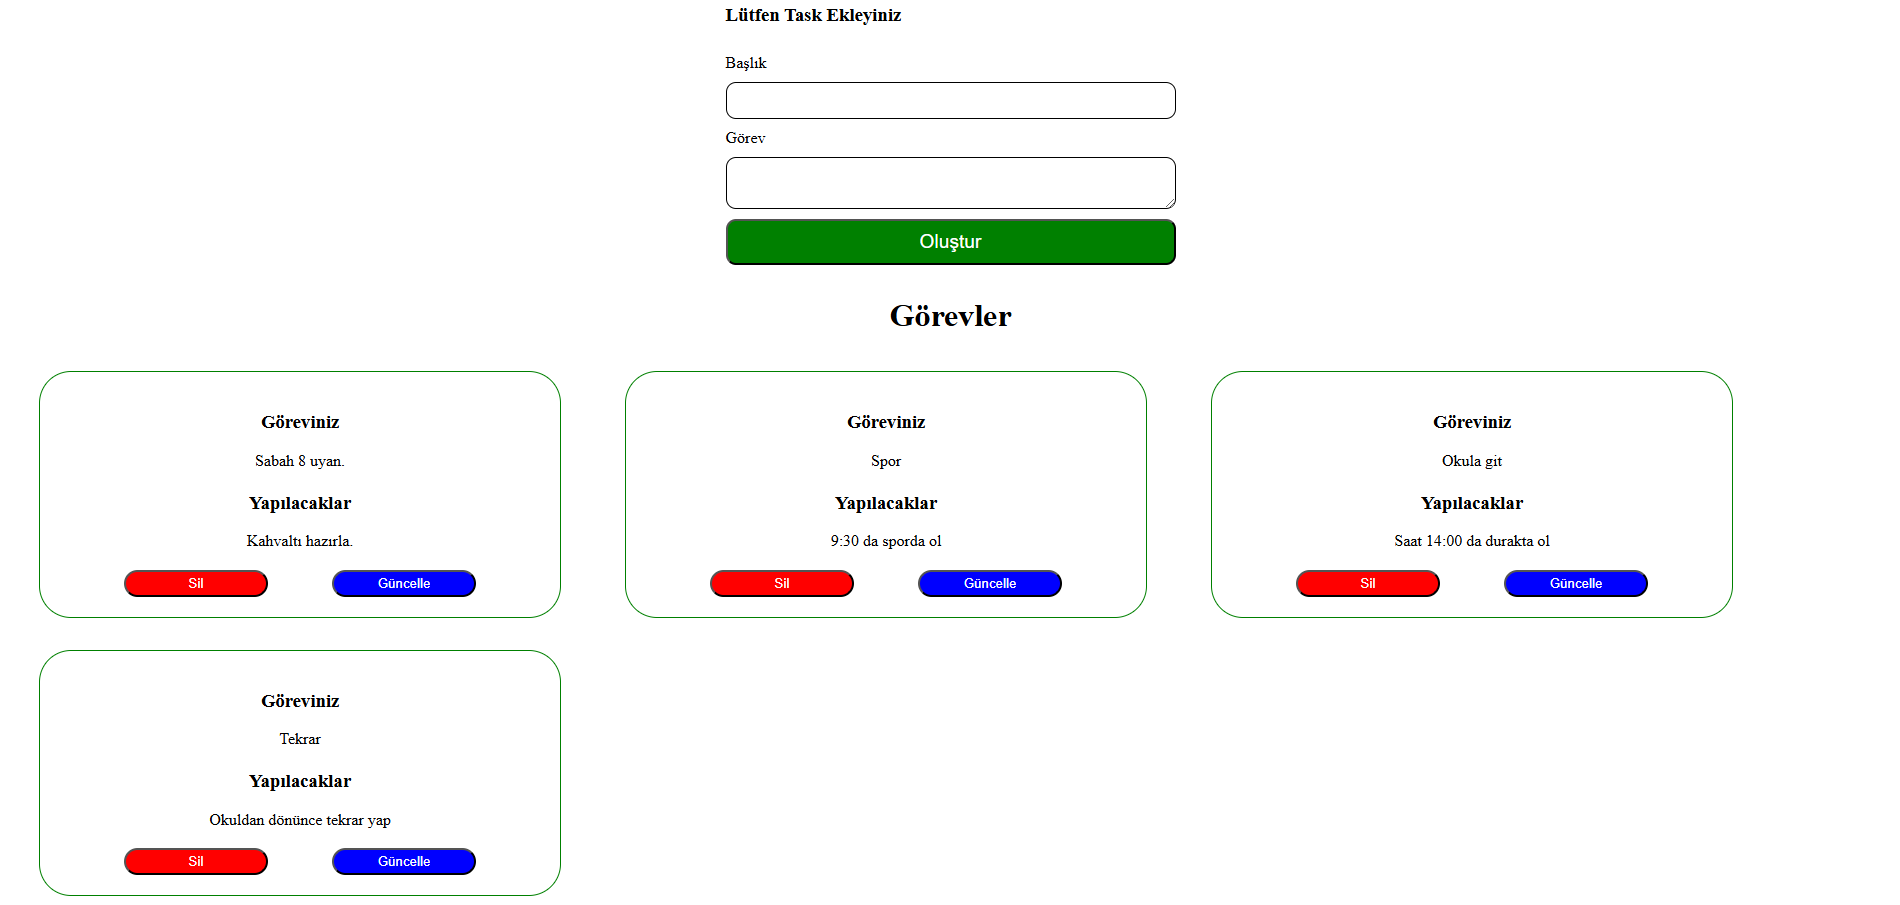 Lütfen Task Ekleyiniz
Başlık
Görev
Oluştur
Görevler
Göreviniz
Sabah 8 uyan.
Yapılacaklar
Kahvaltı hazırla.
Sil Güncelle
Göreviniz
Spor
Yapılacaklar
9:30 da sporda ol
Sil Güncelle
Göreviniz
Okula git
Yapılacaklar
Saat 14:00 da durakta ol
Sil Güncelle
Göreviniz
Tekrar
Yapılacaklar
Okuldan dönünce tekrar yap
Sil Güncelle